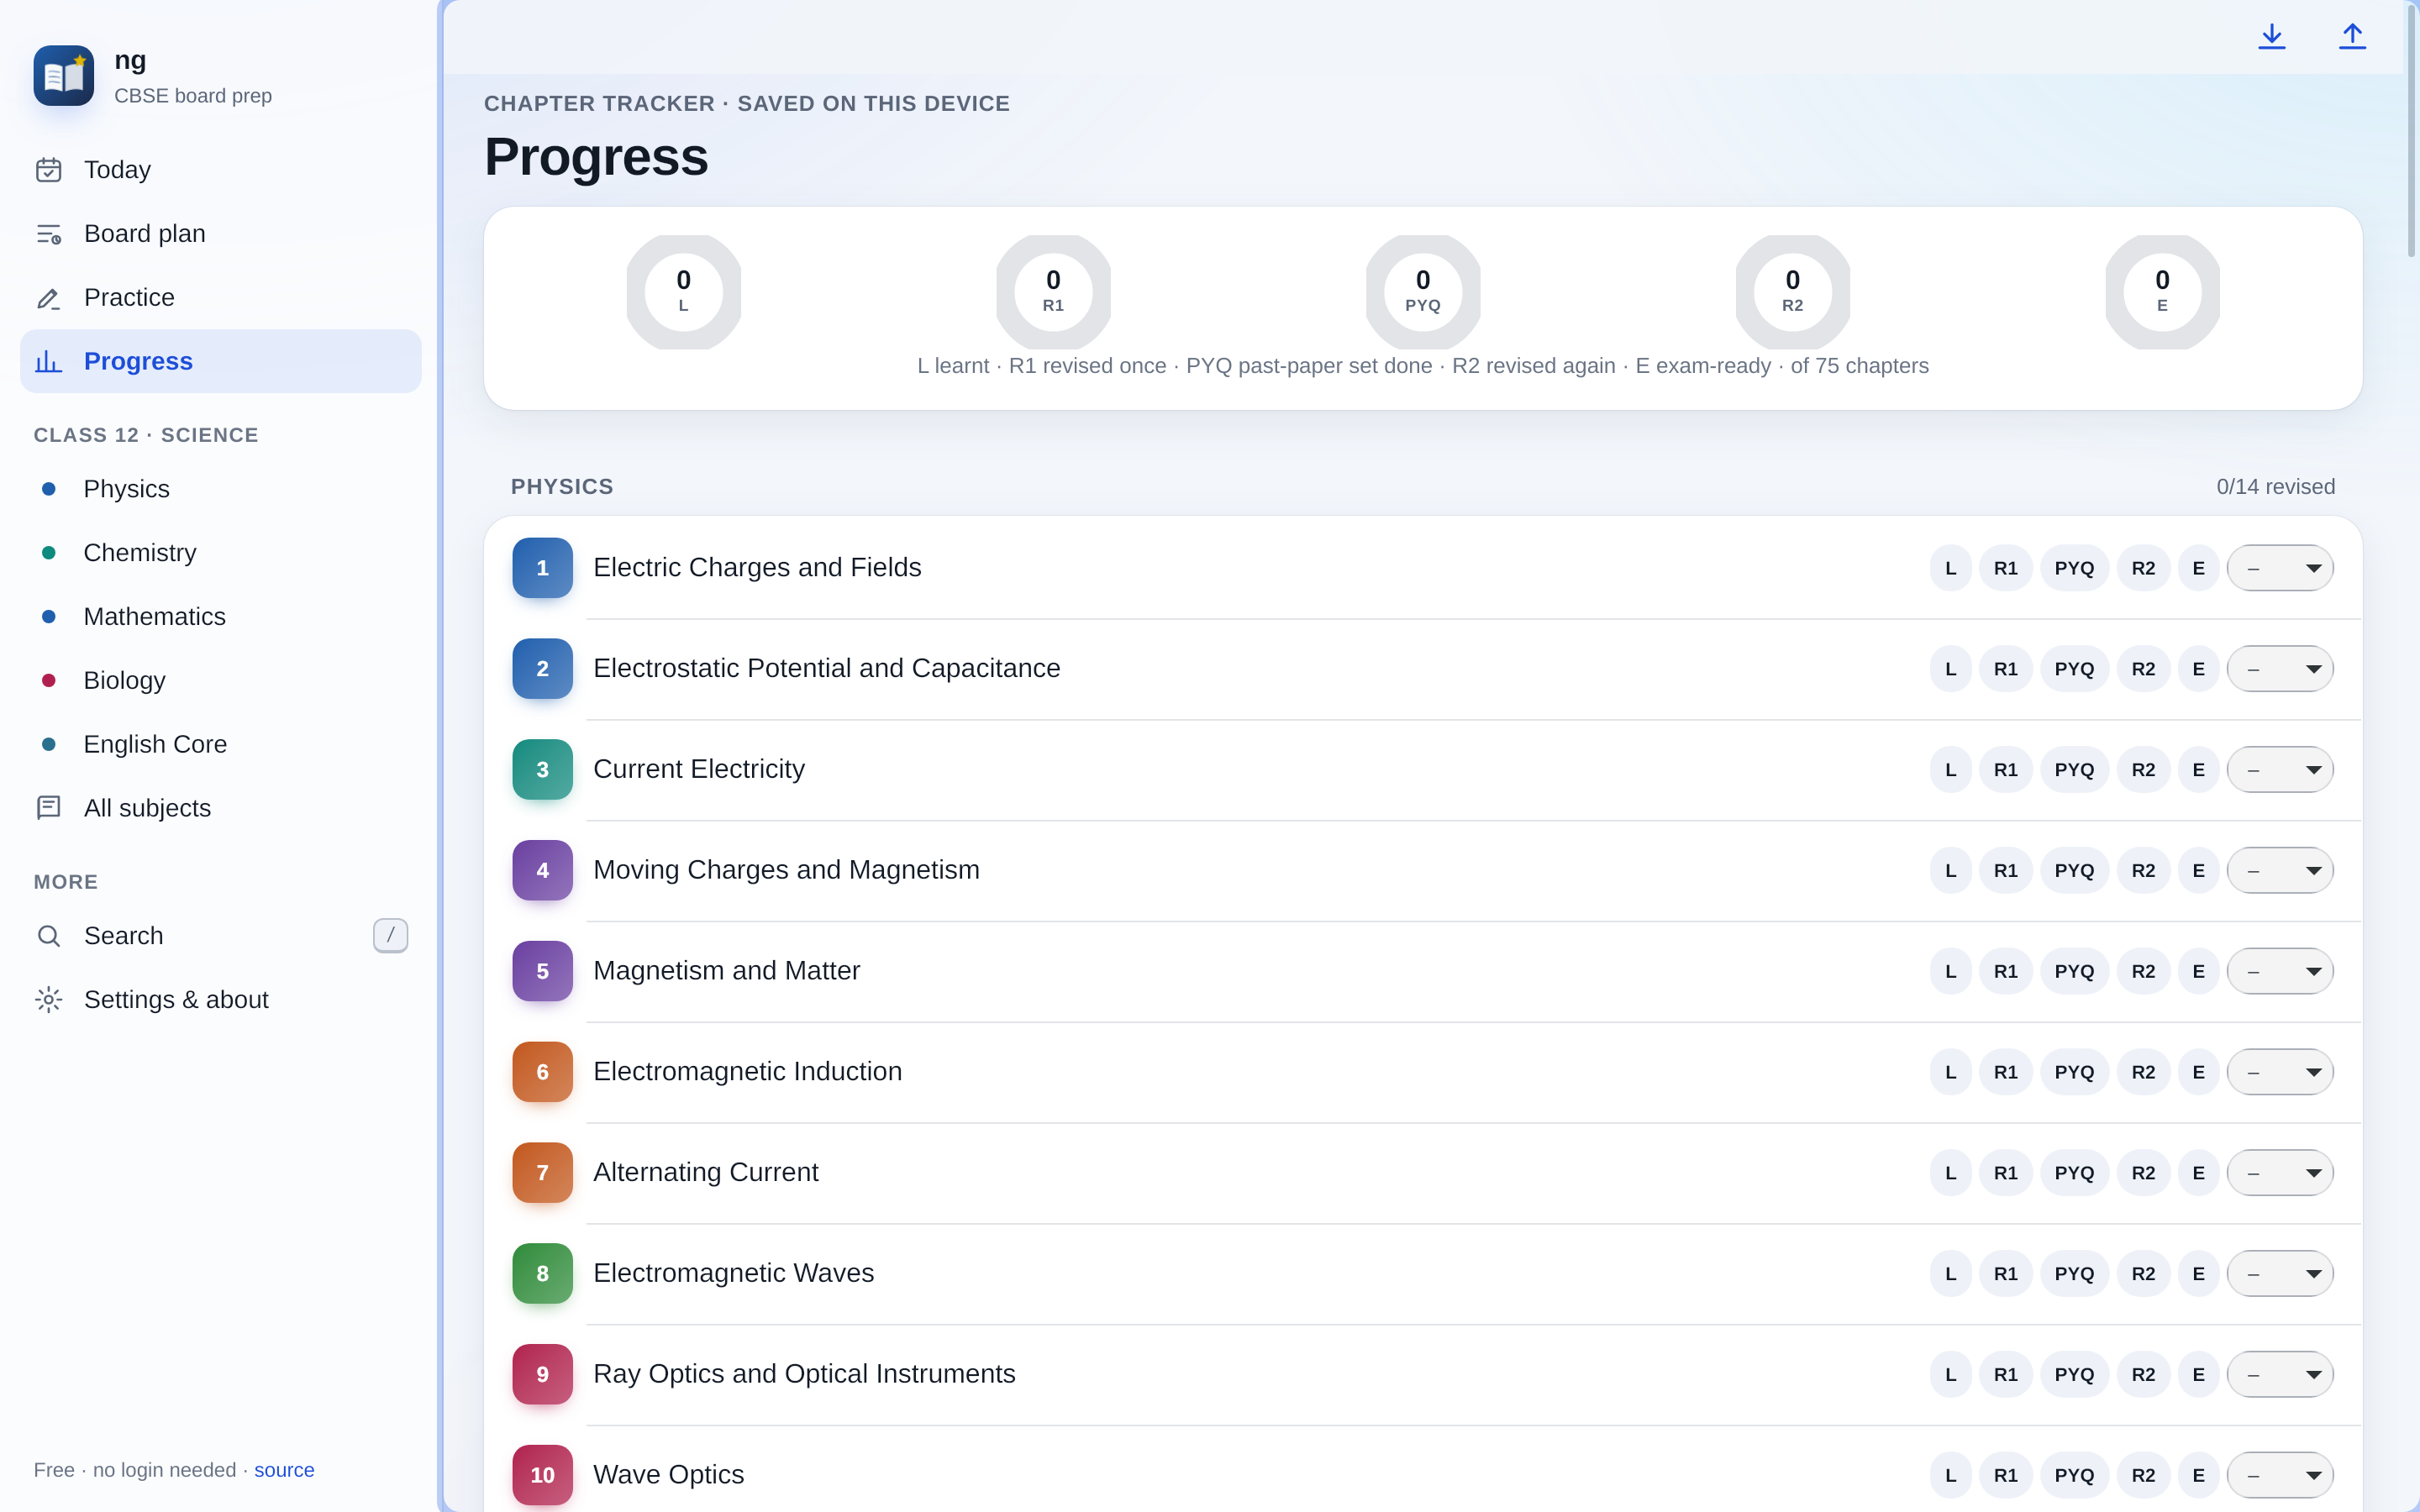 ng
CBSE board prep
Today
Board plan
Practice
Progress
CLASS 12 · SCIENCE
Physics
Chemistry
Mathematics
Biology
English Core
All subjects
MORE
Search /
Settings & about
Free · no login needed · source
CHAPTER TRACKER · SAVED ON THIS DEVICE
Progress
0 0 0 0 0
L R1 PYQ R2 E
L learnt · R1 revised once · PYQ past-paper set done · R2 revised again · E exam-ready · of 75 chapters
PHYSICS 0/14 revised
1 Electric Charges and Fields L R1 PYQ R2 E –
2 Electrostatic Potential and Capacitance L R1 PYQ R2 E –
3 Current Electricity L R1 PYQ R2 E –
4 Moving Charges and Magnetism L R1 PYQ R2 E –
5 Magnetism and Matter L R1 PYQ R2 E –
6 Electromagnetic Induction L R1 PYQ R2 E –
7 Alternating Current L R1 PYQ R2 E –
8 Electromagnetic Waves L R1 PYQ R2 E –
9 Ray Optics and Optical Instruments L R1 PYQ R2 E –
10 Wave Optics L R1 PYQ R2 E –